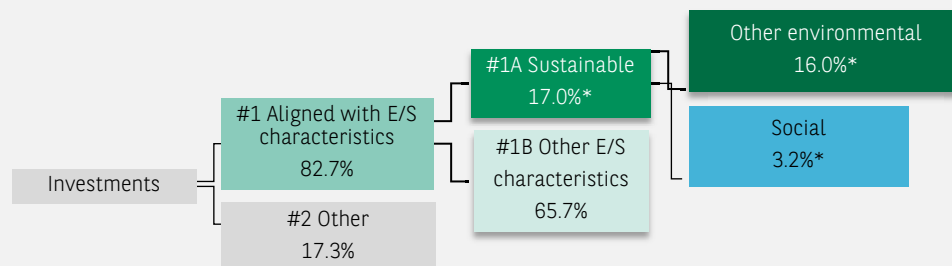 Investments
#1 Aligned with E/S
characteristics
82.7%
#2 Other
17.3%
#1A Sustainable
17.0%*
#1B Other E/S
characteristics
65.7%
Other environmental
16.0%*
Social
3.2%*